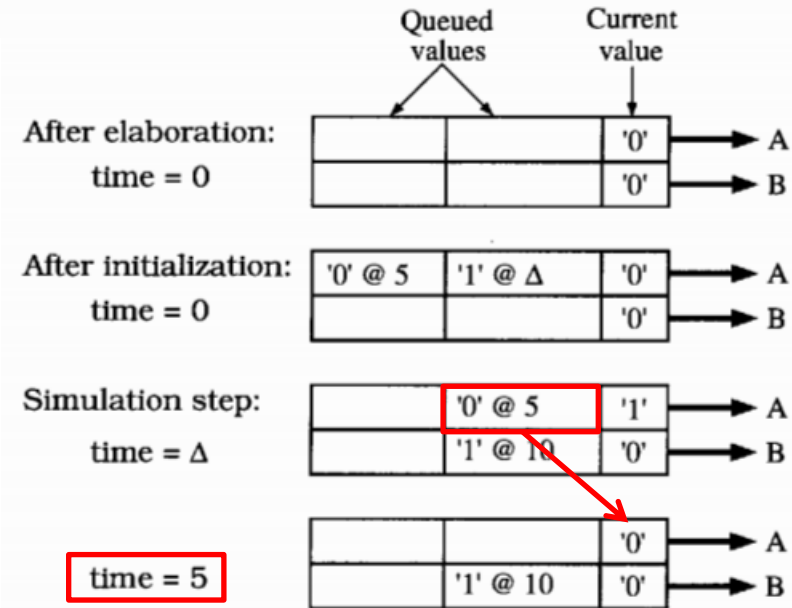 Queued Current
values value
After elaboration: '0' A
time = 0 '0' B
After initialization: '0' @ 5 '1' @ Δ '0' A
time = 0 '0' B
Simulation step: '0' @ 5 '1' A
time = Δ '1' @ 10 '0' B
'0' A
time = 5 '1' @ 10 '0' B